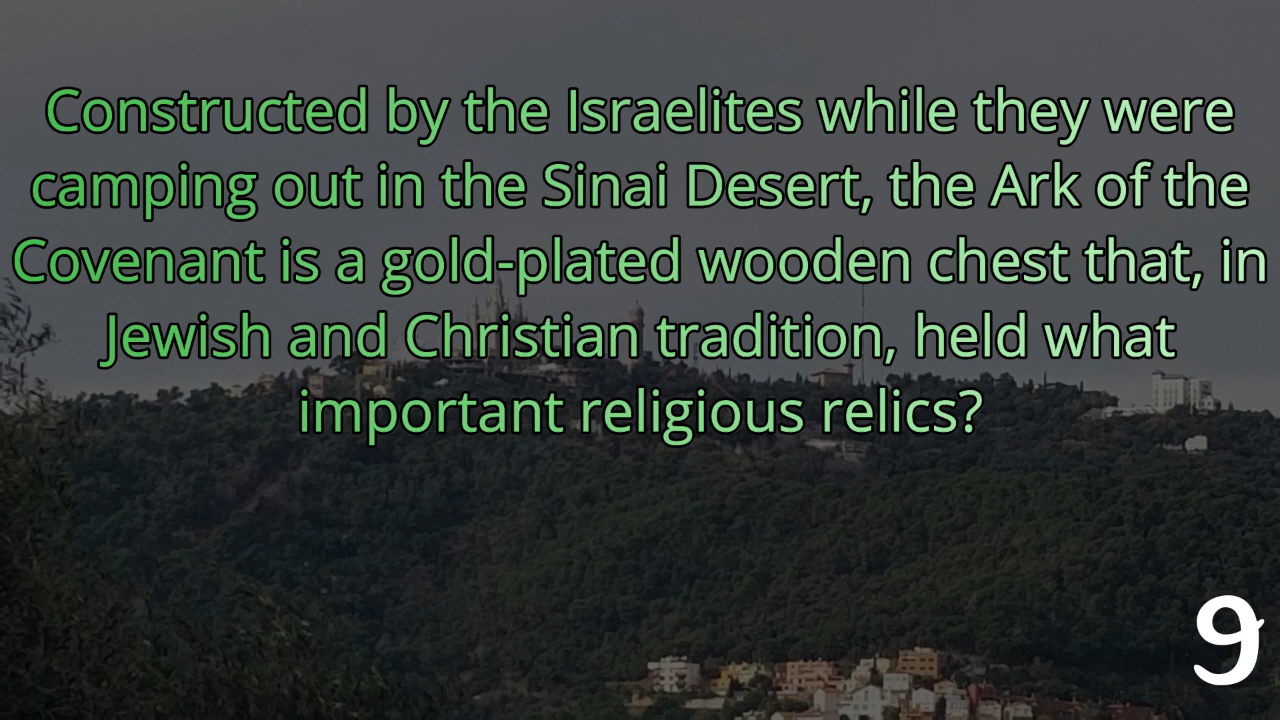 Constructed by the Israelites while they were
camping out in the Sinai Desert, the Ark of the
Covenant is a gold-plated wooden chest that, in
Jewish and Christian tradition, held what
important religious relics?
9